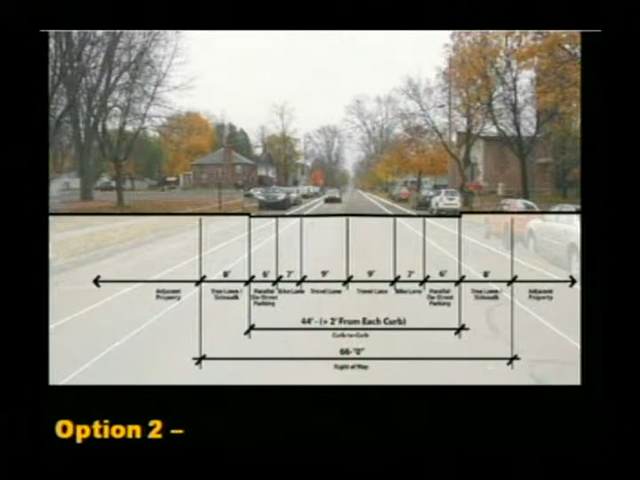 8' 6' 7' 9' 9' 7' 6' 8'
Adjacent Property Tree Lawn / Sidewalk Parallel On-Street Parking Bike Lane Travel Lane Travel Lane Bike Lane Parallel On-Street Parking Tree Lawn / Sidewalk Adjacent Property
44' - (+ 2' From Each Curb)
Curb-to-Curb
66'-0"
Right of Way
Option 2 –